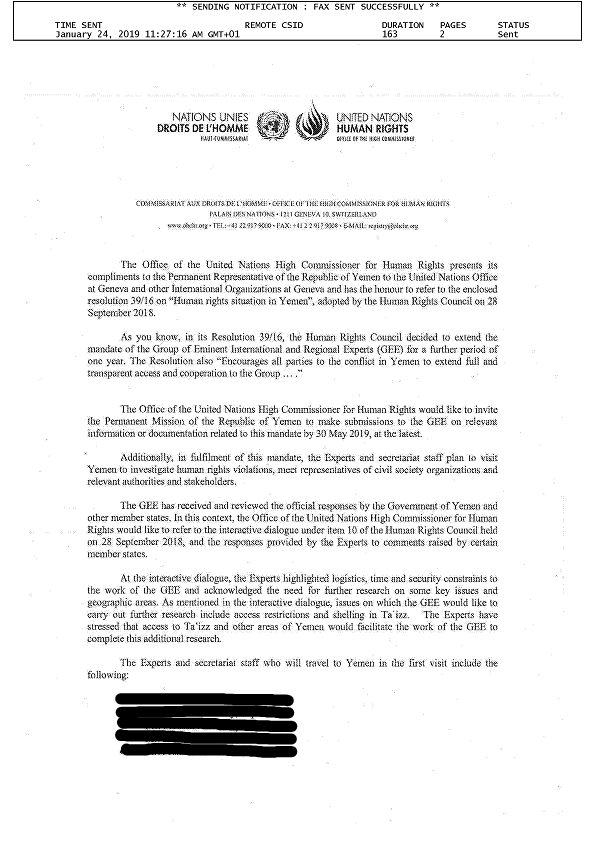 ** SENDING NOTIFICATION : FAX SENT SUCCESSFULLY **
TIME SENT REMOTE CSID DURATION PAGES STATUS
January 24, 2019 11:27:16 AM GMT+01 163 2 Sent
NATIONS UNIES
DROITS DE L'HOMME
HAUT-COMMISSARIAT
UNITED NATIONS
HUMAN RIGHTS
OFFICE OF THE HIGH COMMISSIONER
COMMISSARIAT AUX DROITS DE L'HOMME • OFFICE OF THE HIGH COMMISSIONER FOR HUMAN RIGHTS
PALAIS DES NATIONS • 1211 GENEVA 10, SWITZERLAND
www.ohchr.org • TEL: +41 22 917 9000 • FAX: +41 2 2 917 9008 • E-MAIL: registry@ohchr.org
The Office of the United Nations High Commissioner for Human Rights presents its
compliments to the Permanent Representative of the Republic of Yemen to the United Nations Office
at Geneva and other International Organizations at Geneva and has the honour to refer to the enclosed
resolution 39/16 on “Human rights situation in Yemen”, adopted by the Human Rights Council on 28
September 2018.
As you know, in its Resolution 39/16, the Human Rights Council decided to extend the
mandate of the Group of Eminent International and Regional Experts (GEE) for a further period of
one year. The Resolution also “Encourages all parties to the conflict in Yemen to extend full and
transparent access and cooperation to the Group … .”
The Office of the United Nations High Commissioner for Human Rights would like to invite
the Permanent Mission of the Republic of Yemen to make submissions to the GEE on relevant
information or documentation related to this mandate by 30 May 2019, at the latest.
Additionally, in fulfilment of this mandate, the Experts and secretariat staff plan to visit
Yemen to investigate human rights violations, meet representatives of civil society organizations and
relevant authorities and stakeholders.
The GEE has received and reviewed the official responses by the Government of Yemen and
other member states. In this context, the Office of the United Nations High Commissioner for Human
Rights would like to refer to the interactive dialogue under item 10 of the Human Rights Council held
on 28 September 2018, and the responses provided by the Experts to comments raised by certain
member states.
At the interactive dialogue, the Experts highlighted logistics, time and security constraints to
the work of the GEE and acknowledged the need for further research on some key issues and
geographic areas. As mentioned in the interactive dialogue, issues on which the GEE would like to
carry out further research include access restrictions and shelling in Ta´izz. The Experts have
stressed that access to Ta’izz and other areas of Yemen would facilitate the work of the GEE to
complete this additional research.
The Experts and secretariat staff who will travel to Yemen in the first visit include the
following: